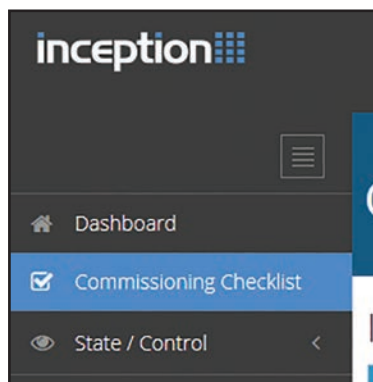 inception
Dashboard
Commissioning Checklist
State / Control